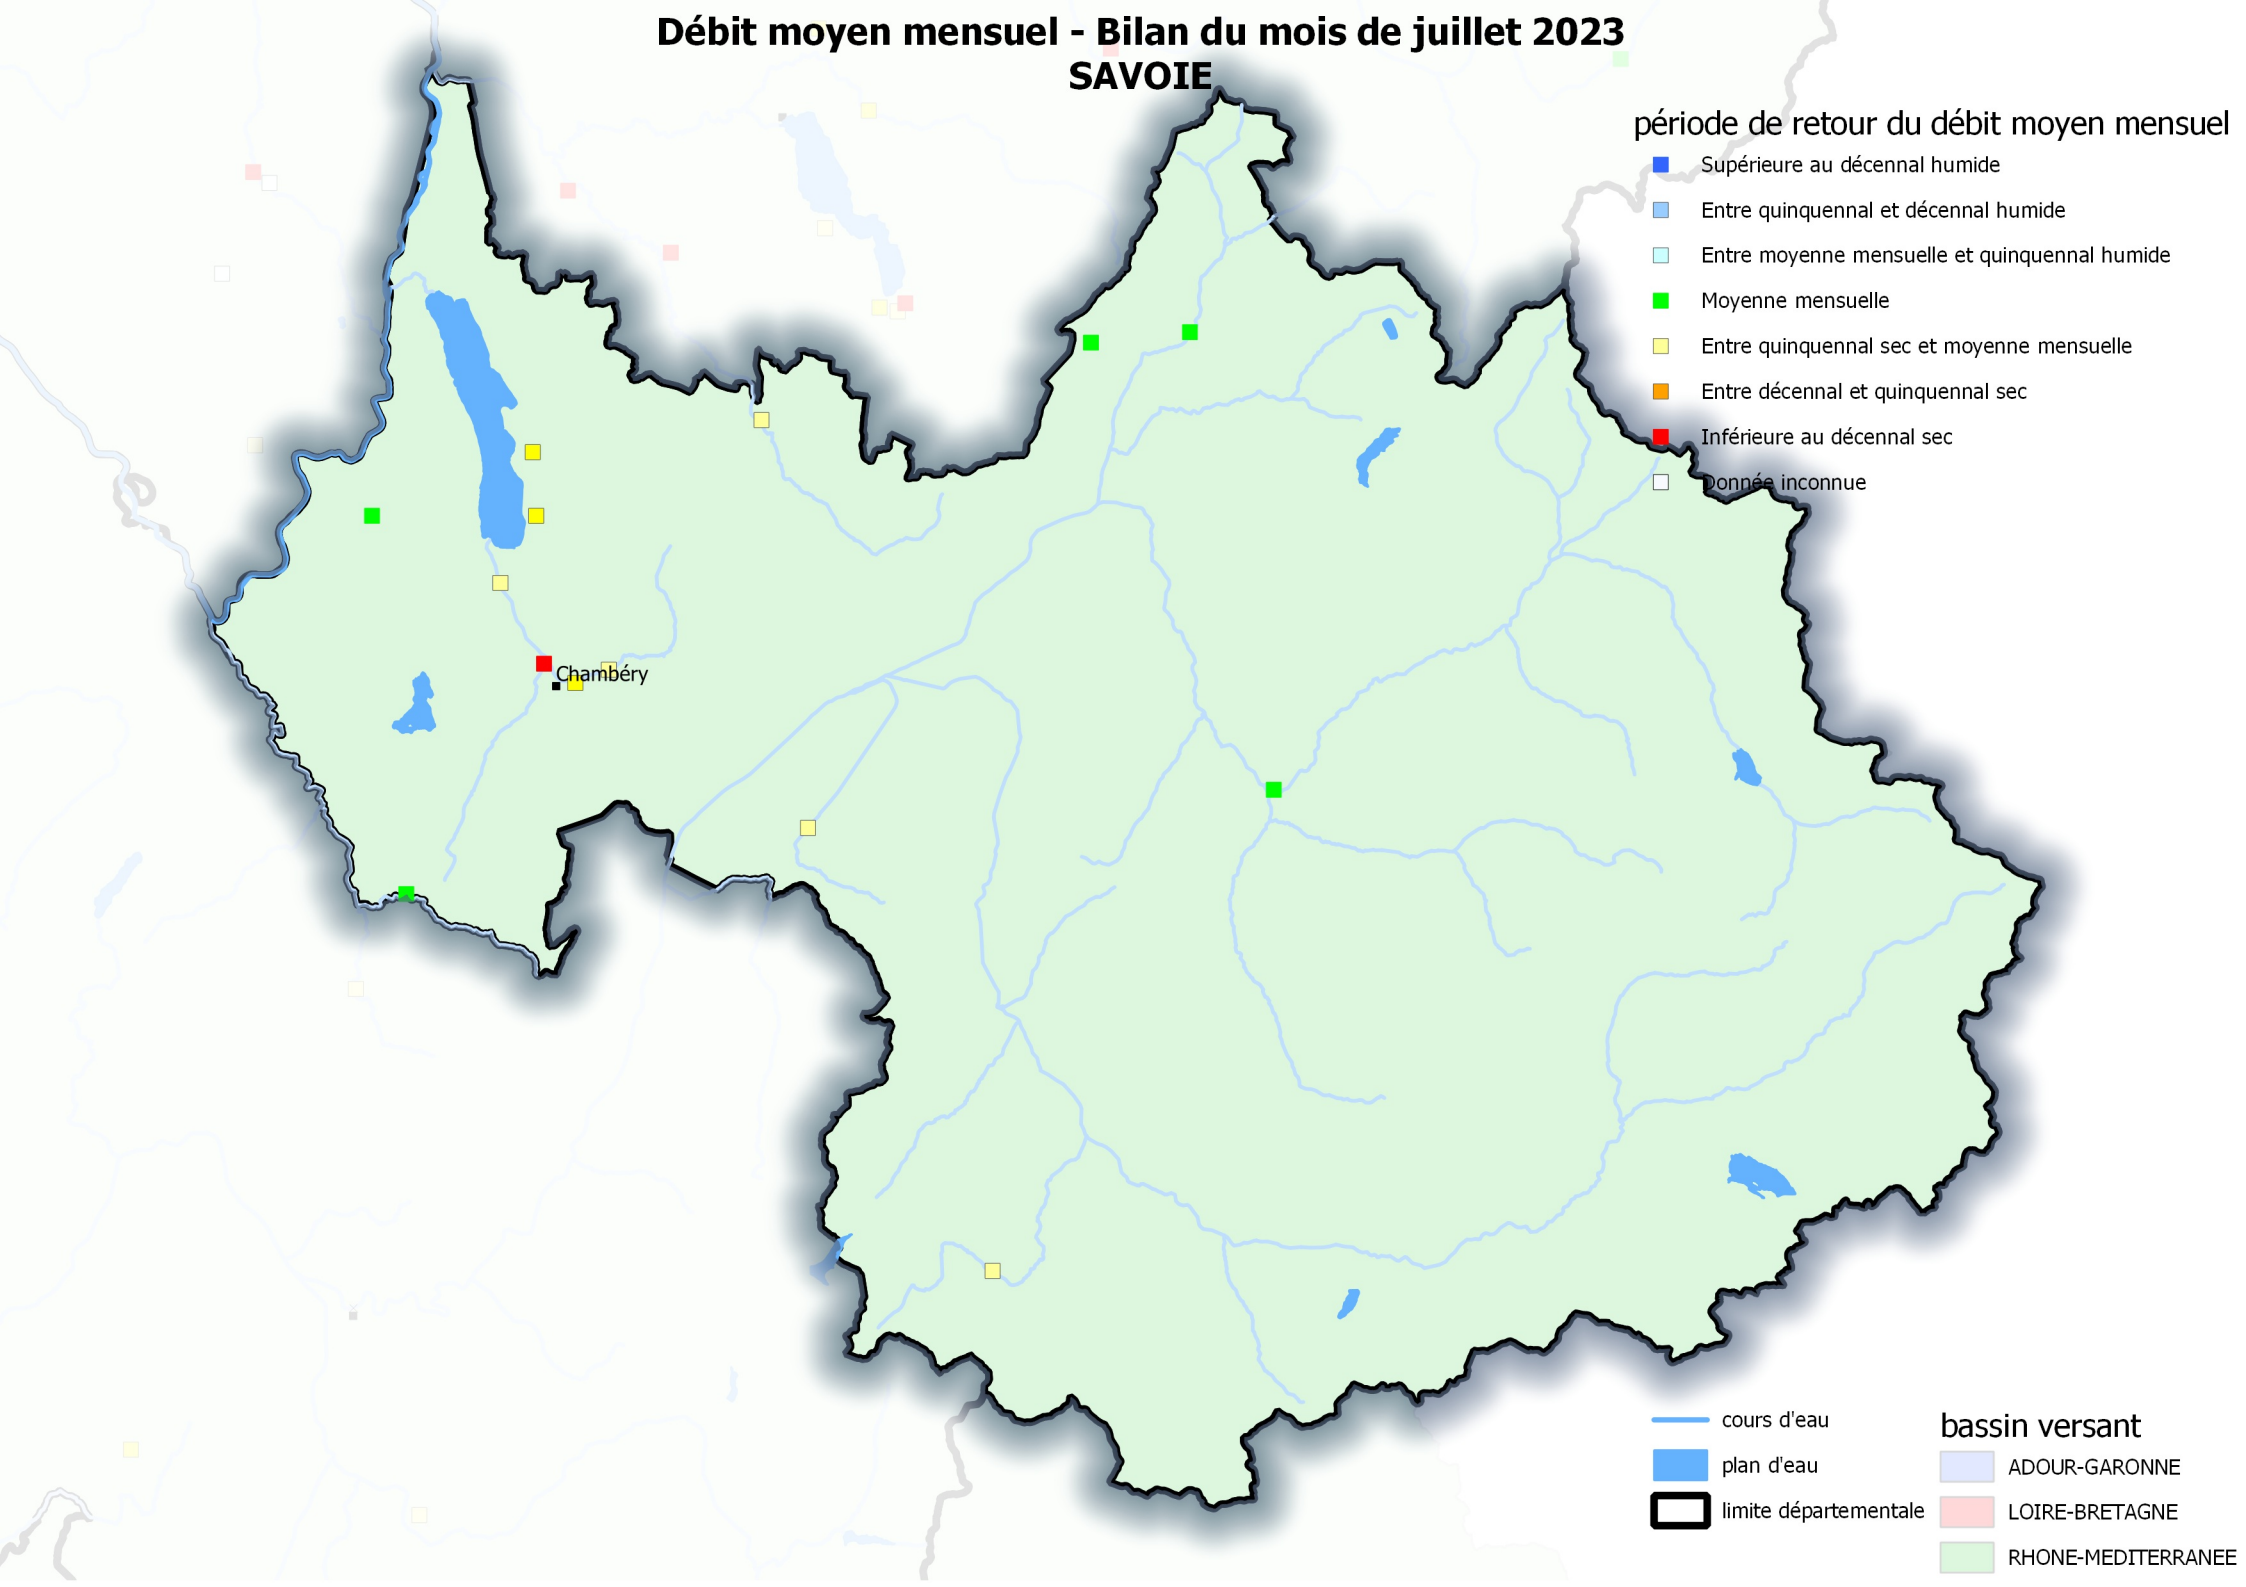 Débit moyen mensuel - Bilan du mois de juillet 2023
SAVOIE
période de retour du débit moyen mensuel
Supérieure au décennal humide
Entre quinquennal et décennal humide
Entre moyenne mensuelle et quinquennal humide
Moyenne mensuelle
Entre quinquennal sec et moyenne mensuelle
Entre décennal et quinquennal sec
Inférieure au décennal sec
Donnée inconnue
Chambéry
cours d'eau
plan d'eau
limite départementale
bassin versant
ADOUR-GARONNE
LOIRE-BRETAGNE
RHONE-MEDITERRANEE